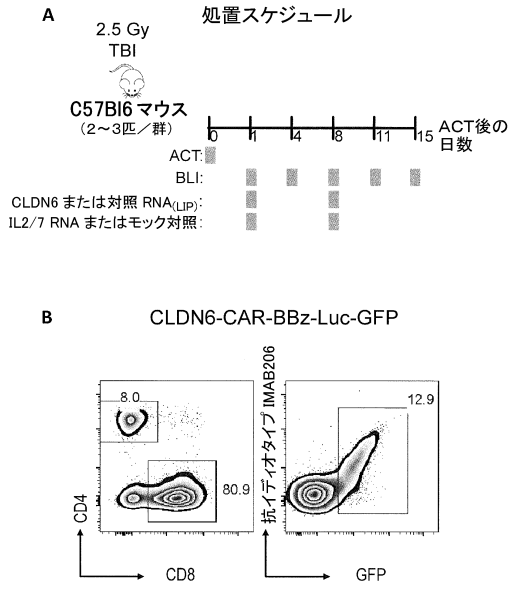 A
処置スケジュール
2.5 Gy
TBI
C57Bl6 マウス
（2～3匹／群）
0 1 4 8 11 15
ACT後の
日数
ACT:
BLI:
CLDN6 または対照 RNA(LIP):
IL2/7 RNA またはモック対照:
B
CLDN6-CAR-BBz-Luc-GFP
8.0
80.9
CD4
CD8
12.9
抗イディオタイプ IMAB206
GFP